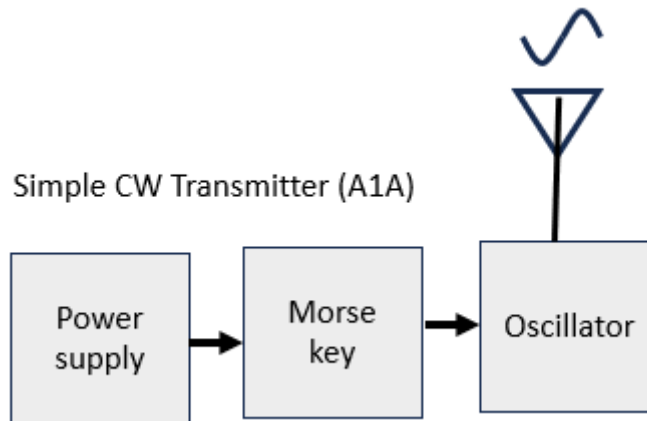 Simple CW Transmitter (A1A)
Power
supply
Morse
key
Oscillator